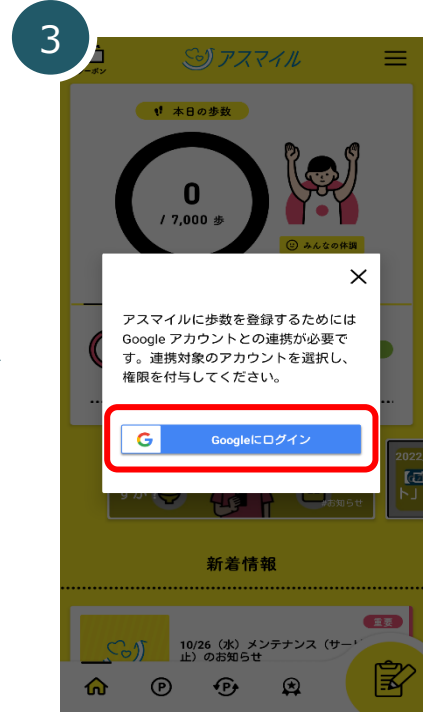 3
ーポン
アスマイル
本日の歩数
0
/ 7,000 歩
みんなの体調
アスマイルに歩数を登録するためには
Google アカウントとの連携が必要で
す。連携対象のアカウントを選択し、
権限を付与してください。
G
Googleにログイン
2022
ト」
すか?
#お知らせ
新着情報
重要
10/26（水）メンテナンス（サー
止）のお知らせ
P
P